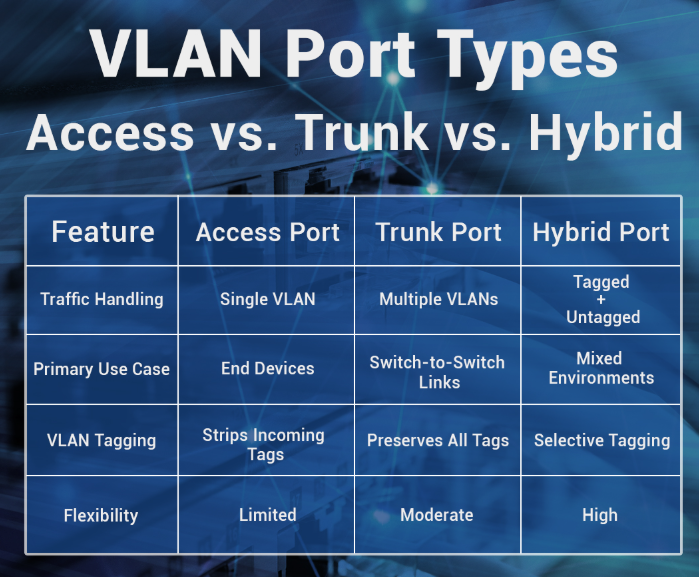 VLAN Port Types
Access vs. Trunk vs. Hybrid
Feature
Access Port
Trunk Port
Hybrid Port
Traffic Handling
Single VLAN
Multiple VLANs
Tagged
+
Untagged
Primary Use Case
End Devices
Switch-to-Switch
Links
Mixed
Environments
VLAN Tagging
Strips Incoming
Tags
Preserves All Tags
Selective Tagging
Flexibility
Limited
Moderate
High